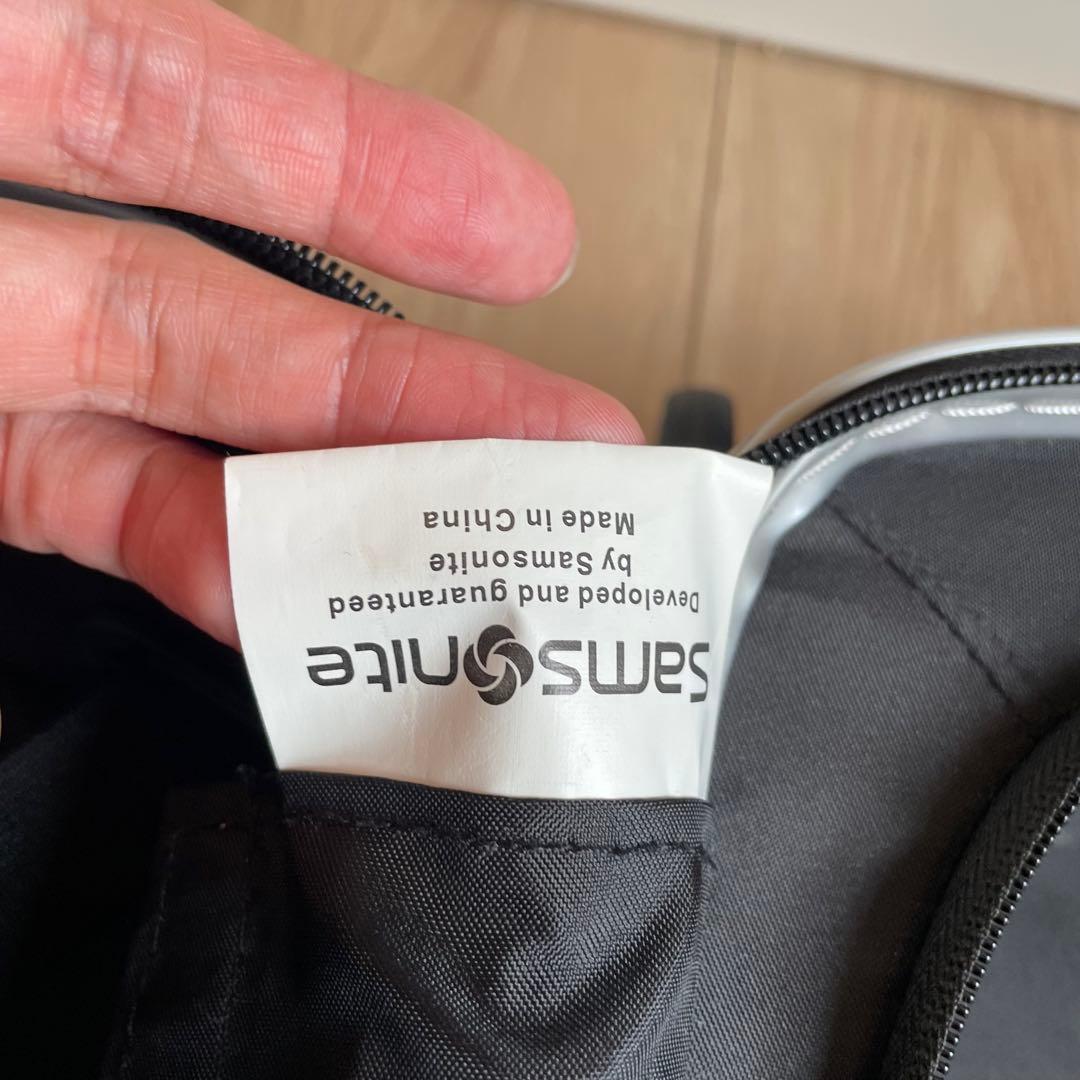 Samsonite
Developed and guaranteed
by Samsonite
Made in China